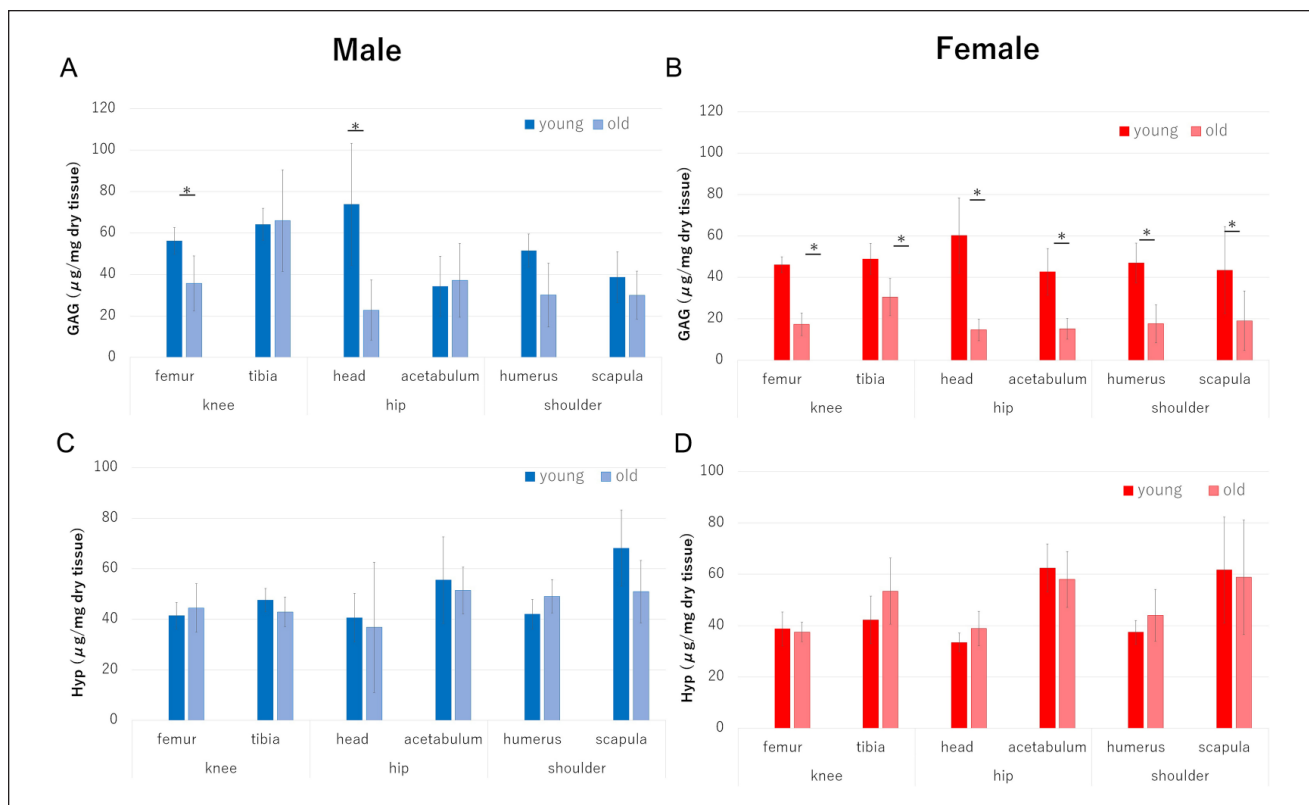 Male
Female
A
120
100
80
60
40
20
0
GAG (μg/mg dry tissue)
young old
*
*
femur tibia head acetabulum humerus scapula
knee hip shoulder
B
120
100
80
60
40
20
0
GAG (μg/mg dry tissue)
young old
*
*
*
*
*
*
femur tibia head acetabulum humerus scapula
knee hip shoulder
C
100
80
60
40
20
0
Hyp (μg/mg dry tissue)
young old
femur tibia head acetabulum humerus scapula
knee hip shoulder
D
100
80
60
40
20
0
Hyp (μg/mg dry tissue)
young old
femur tibia head acetabulum humerus scapula
knee hip shoulder